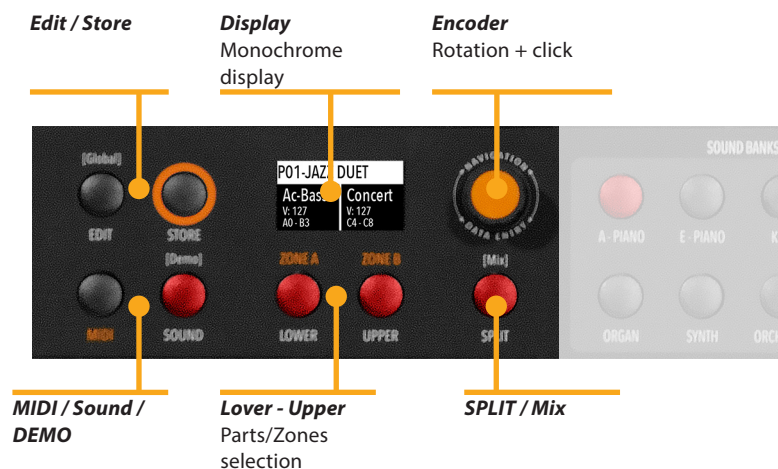 Edit / Store
Display
Monochrome
display
Encoder
Rotation + click
[Global]
EDIT
STORE
P01-JAZZ DUET
Ac-Bass
V: 127
A0 - B3
Concert
V: 127
C4 - C8
NAVIGATION
DATA ENTRY
SOUND BANKS
A - PIANO
E - PIANO
MIDI
[Demo]
SOUND
ZONE A
LOWER
ZONE B
UPPER
[Mix]
SPLIT
ORGAN
SYNTH
MIDI / Sound /
DEMO
Lover - Upper
Parts/Zones
selection
SPLIT / Mix